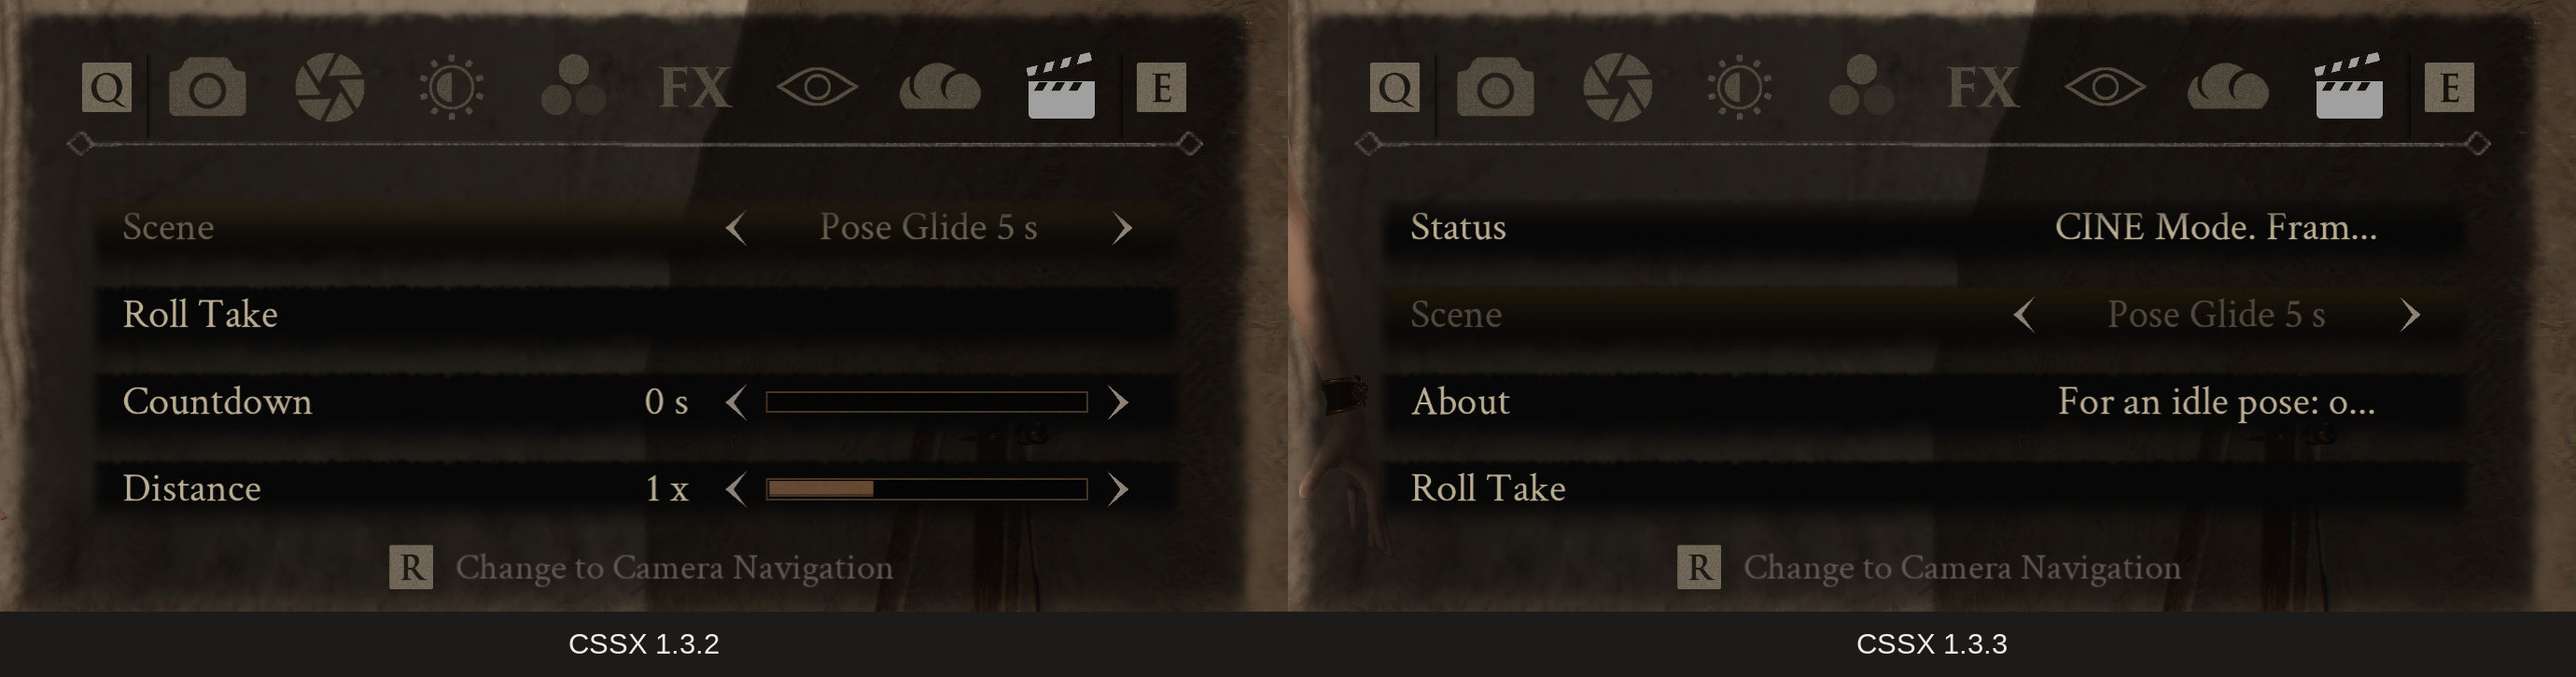 Q FX E
Scene Pose Glide 5 s
Roll Take
Countdown 0 s
Distance 1 x
R Change to Camera Navigation
CSSX 1.3.2
Q FX E
Status CINE Mode. Fram...
Scene Pose Glide 5 s
About For an idle pose: o...
Roll Take
R Change to Camera Navigation
CSSX 1.3.3